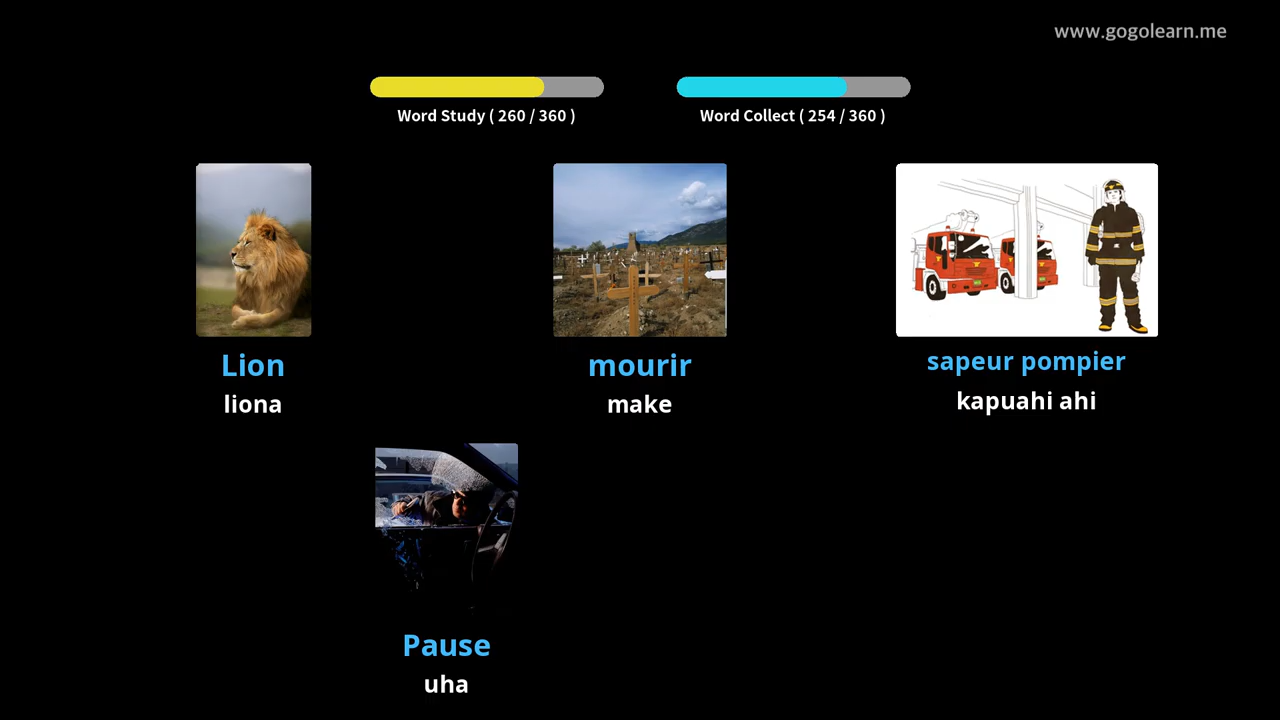 www.gogolearn.me
Word Study ( 260 / 360 )
Word Collect ( 254 / 360 )
Lion
liona
mourir
make
sapeur pompier
kapuahi ahi
Pause
uha